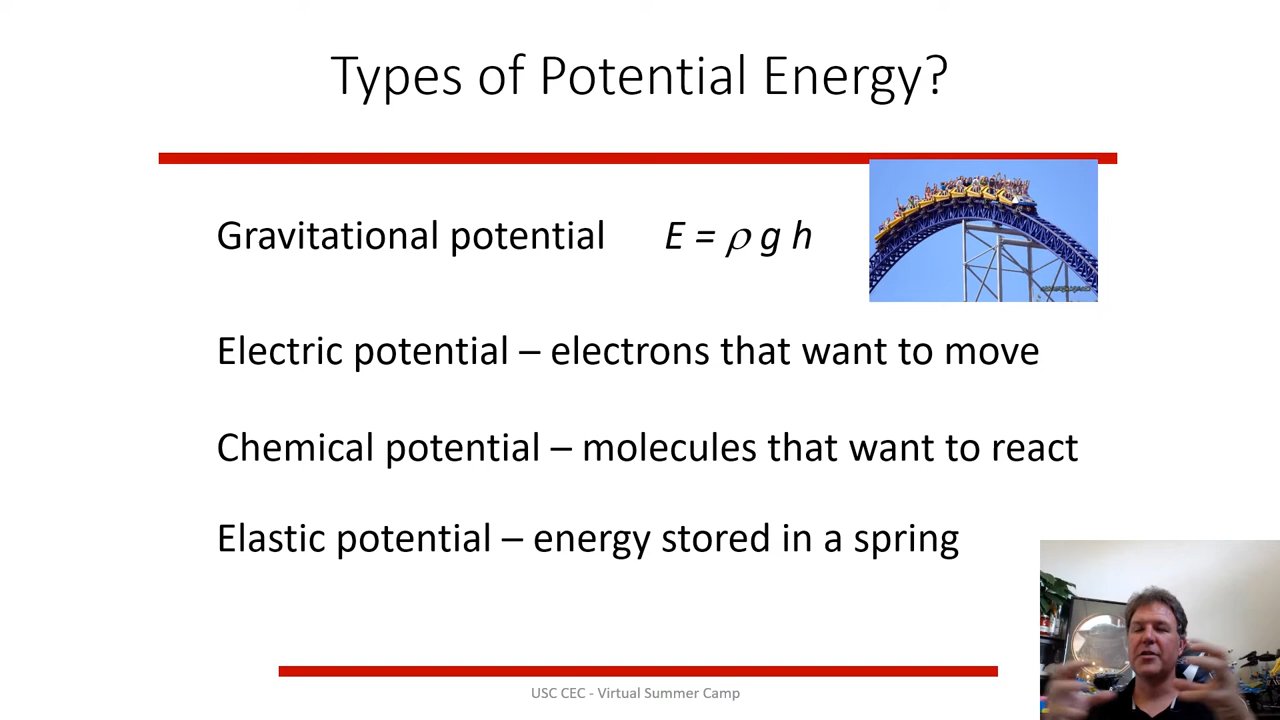 Types of Potential Energy?
Gravitational potential E = ρ g h
Electric potential – electrons that want to move
Chemical potential – molecules that want to react
Elastic potential – energy stored in a spring
USC CEC - Virtual Summer Camp